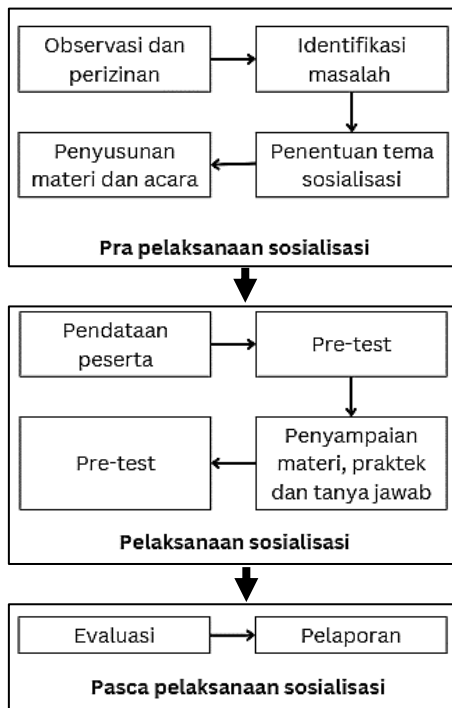 Observasi dan
perizinan
Identifikasi
masalah
Penentuan tema
sosialisasi
Penyusunan
materi dan acara
Pra pelaksanaan sosialisasi
Pendataan
peserta
Pre-test
Penyampaian
materi, praktek
dan tanya jawab
Pre-test
Pelaksanaan sosialisasi
Evaluasi
Pelaporan
Pasca pelaksanaan sosialisasi